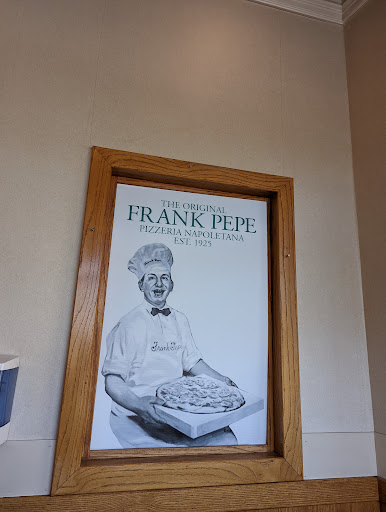 THE ORIGINAL
FRANK PEPE
PIZZERIA NAPOLETANA
EST. 1925
Frank Pepe